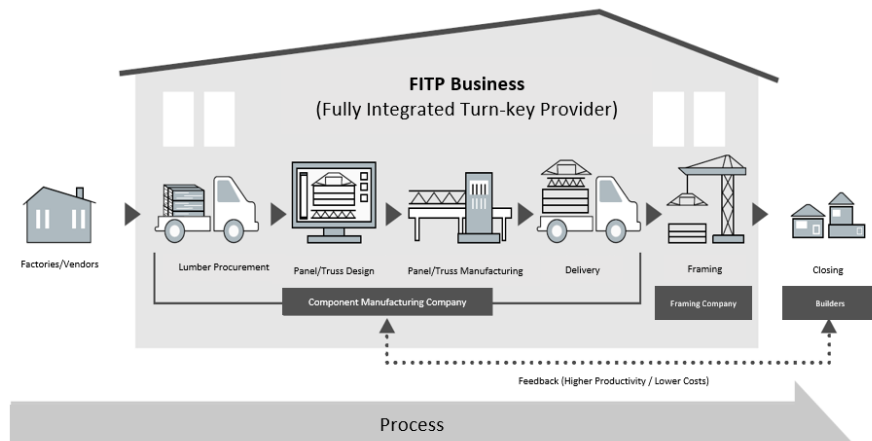 FITP Business
(Fully Integrated Turn-key Provider)
Factories/Vendors
Lumber Procurement
Panel/Truss Design
Panel/Truss Manufacturing
Delivery
Framing
Closing
Component Manufacturing Company
Framing Company
Builders
Feedback (Higher Productivity / Lower Costs)
Process